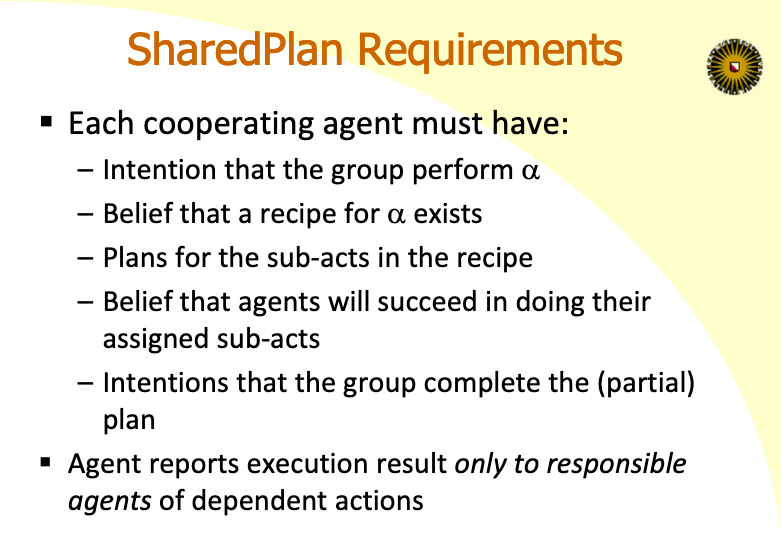 SharedPlan Requirements
▪ Each cooperating agent must have:
– Intention that the group perform α
– Belief that a recipe for α exists
– Plans for the sub-acts in the recipe
– Belief that agents will succeed in doing their
assigned sub-acts
– Intentions that the group complete the (partial)
plan
▪ Agent reports execution result only to responsible
agents of dependent actions